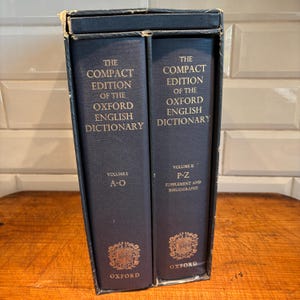 THE
COMPACT
EDITION
OF THE
OXFORD
ENGLISH
DICTIONARY
VOLUME I
A-O
OXFORD
THE
COMPACT
EDITION
OF THE
OXFORD
ENGLISH
DICTIONARY
VOLUME II
P-Z
SUPPLEMENT AND
BIBLIOGRAPHY
OXFORD